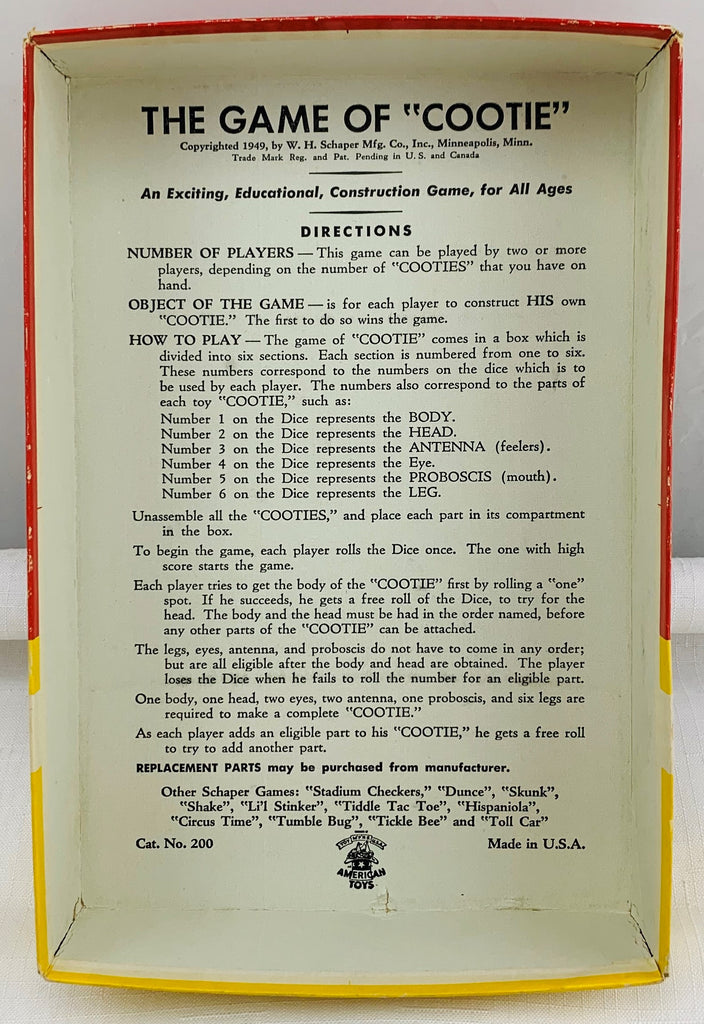 THE GAME OF "COOTIE"
Copyrighted 1949, by W. H. Schaper Mfg. Co., Inc., Minneapolis, Minn.
Trade Mark Reg. and Pat. Pending in U. S. and Canada
An Exciting, Educational, Construction Game, for All Ages
DIRECTIONS
NUMBER OF PLAYERS — This game can be played by two or more
players, depending on the number of "COOTIES" that you have on
hand.
OBJECT OF THE GAME — is for each player to construct HIS own
"COOTIE." The first to do so wins the game.
HOW TO PLAY — The game of "COOTIE" comes in a box which is
divided into six sections. Each section is numbered from one to six.
These numbers correspond to the numbers on the dice which is to
be used by each player. The numbers also correspond to the parts of
each toy "COOTIE," such as:
Number 1 on the Dice represents the BODY.
Number 2 on the Dice represents the HEAD.
Number 3 on the Dice represents the ANTENNA (feelers).
Number 4 on the Dice represents the Eye.
Number 5 on the Dice represents the PROBOSCIS (mouth).
Number 6 on the Dice represents the LEG.
Unassemble all the "COOTIES," and place each part in its compartment
in the box.
To begin the game, each player rolls the Dice once. The one with high
score starts the game.
Each player tries to get the body of the "COOTIE" first by rolling a "one"
spot. If he succeeds, he gets a free roll of the Dice, to try for the
head. The body and the head must be had in the order named, before
any other parts of the "COOTIE" can be attached.
The legs, eyes, antenna, and proboscis do not have to come in any order;
but are all eligible after the body and head are obtained. The player
loses the Dice when he fails to roll the number for an eligible part.
One body, one head, two eyes, two antenna, one proboscis, and six legs are
required to make a complete "COOTIE."
As each player adds an eligible part to his "COOTIE," he gets a free roll
to try to add another part.
REPLACEMENT PARTS may be purchased from manufacturer.
Other Schaper Games: "Stadium Checkers," "Dunce", "Skunk",
"Shake", "Li'l Stinker", "Tiddle Tac Toe", "Hispaniola",
"Circus Time", "Tumble Bug", "Tickle Bee" and "Toll Car"
Cat. No. 200
Made in U.S.A.
AMERICAN
TOYS